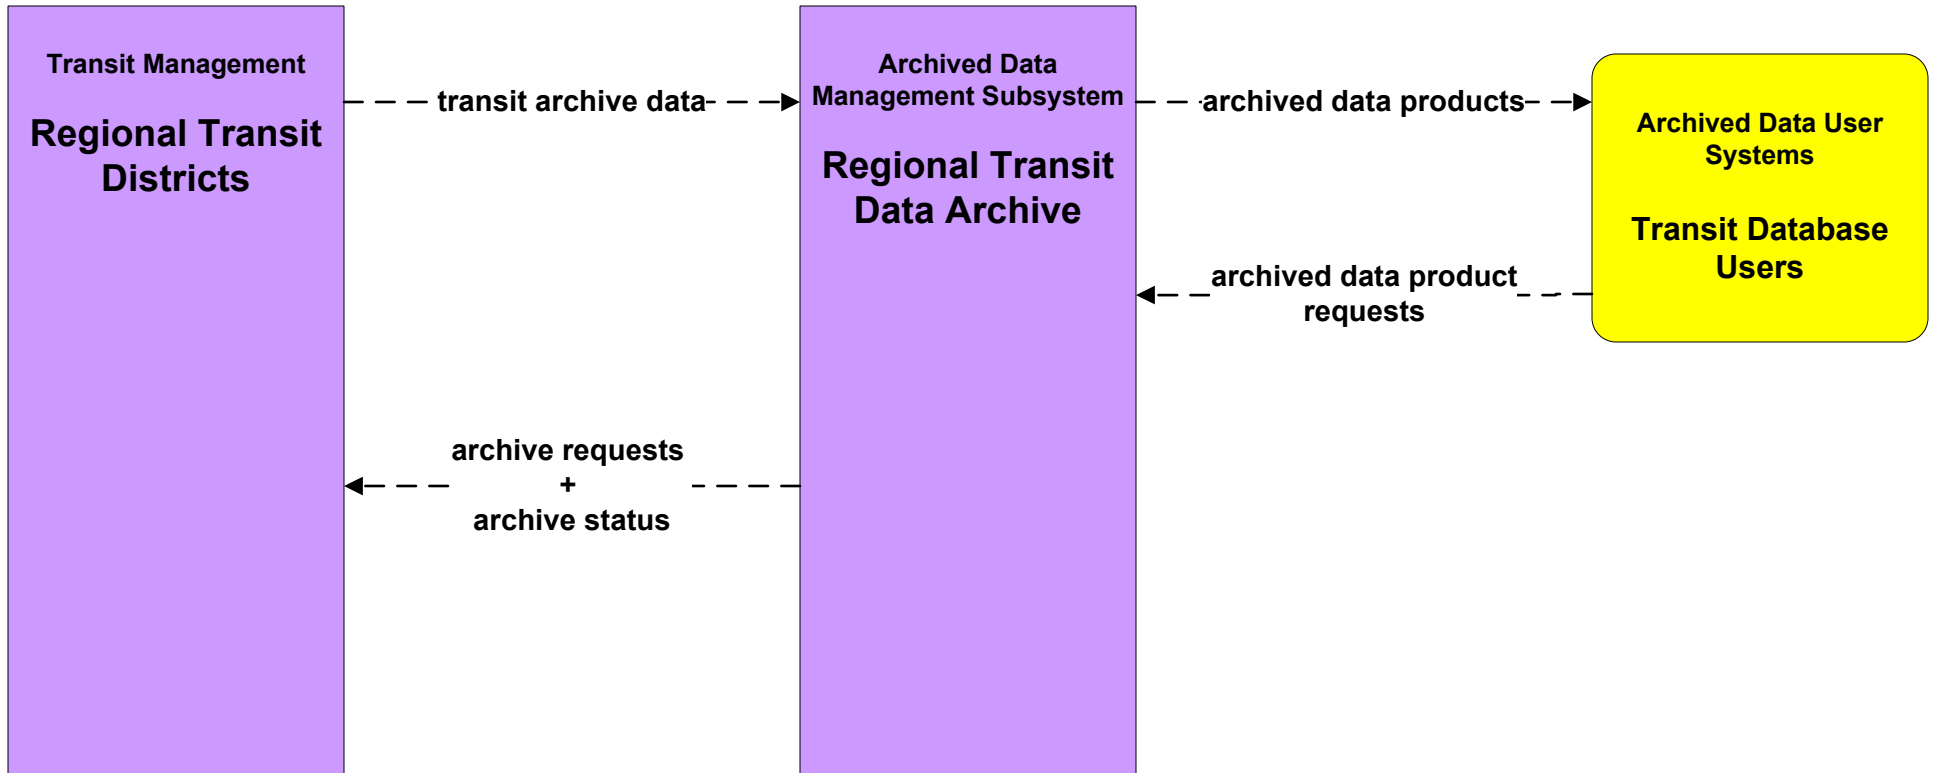 Transit Management
Regional Transit
Districts
transit archive data
Archived Data
Management Subsystem
Regional Transit
Data Archive
archived data products
Archived Data User
Systems
Transit Database
Users
archived data product
requests
archive requests
+
archive status